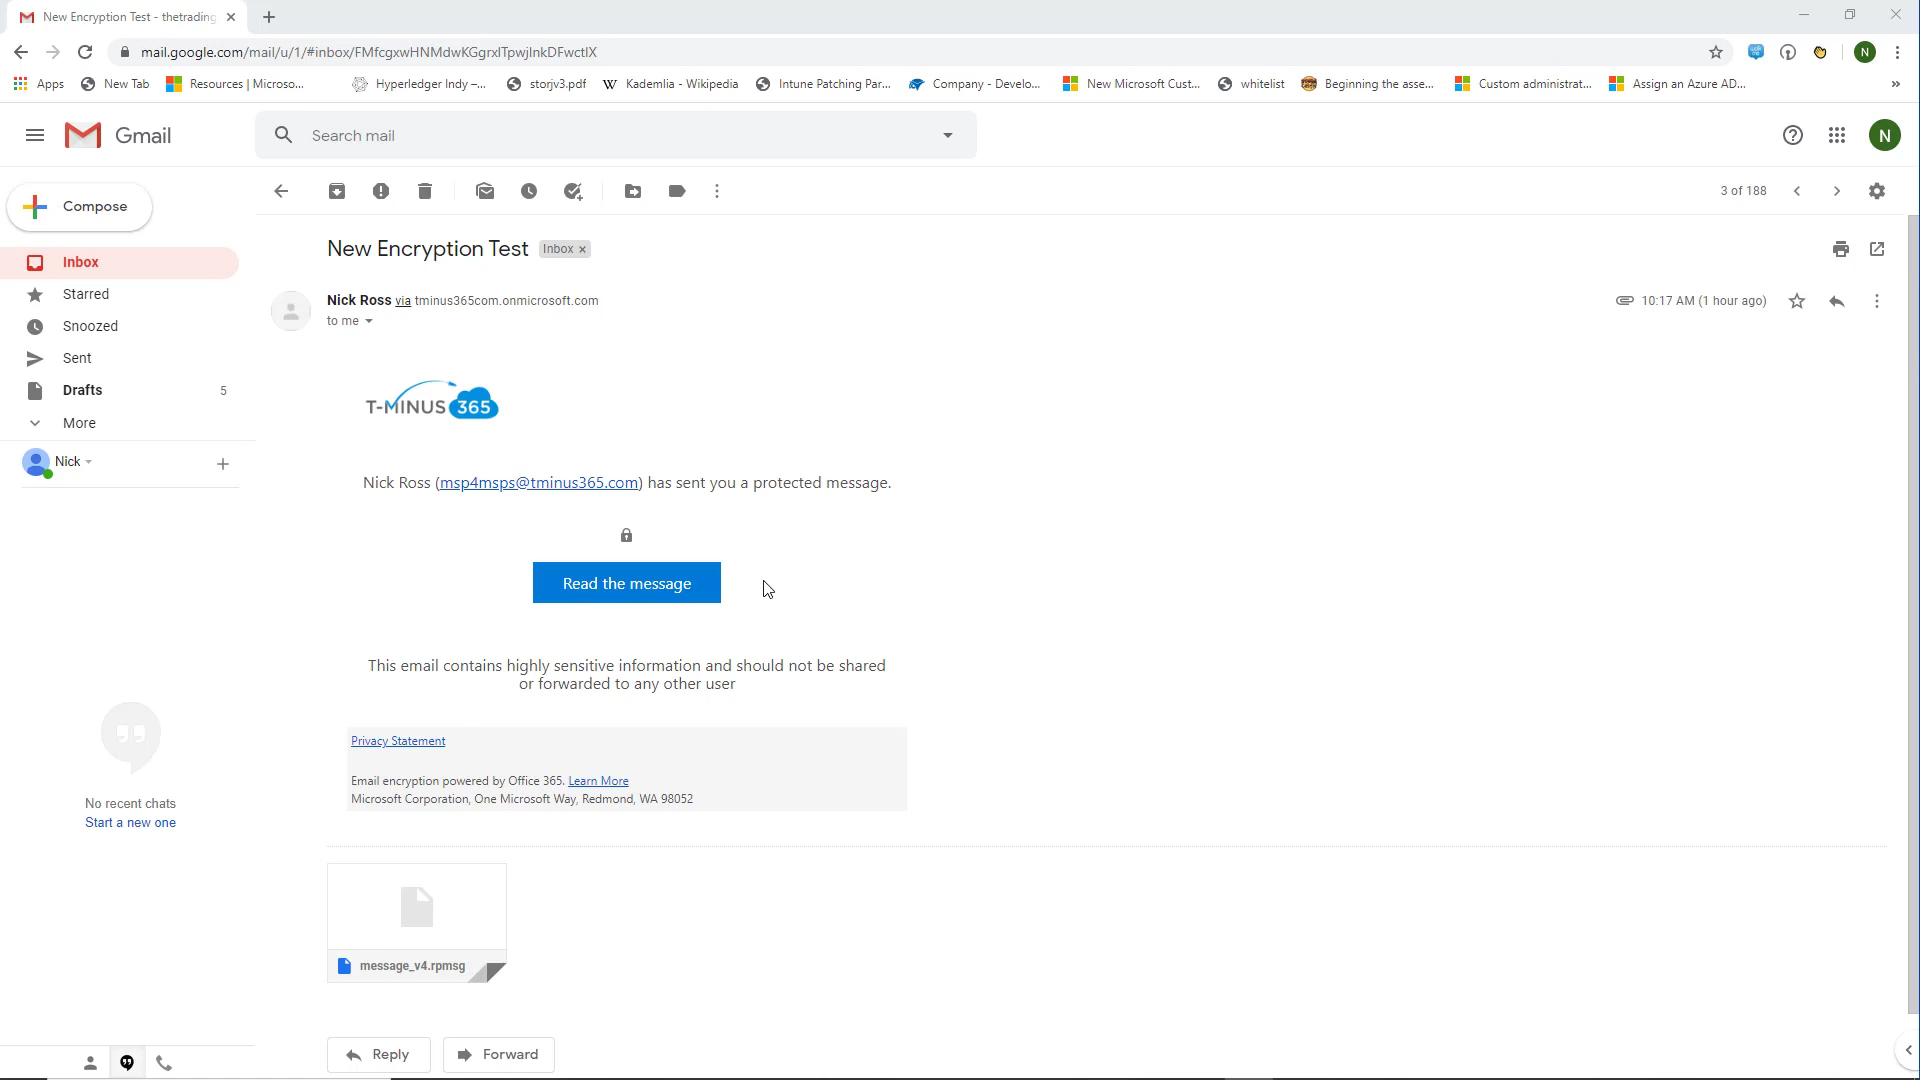 New Encryption Test - thetrading
mail.google.com/mail/u/1/#inbox/FMfcgxwHNMdwKGgrxlTpwjlnkDFwctlX
N
Apps
New Tab
Resources | Microso...
Hyperledger Indy –...
storjv3.pdf
W
Kademlia - Wikipedia
Intune Patching Par...
Company - Develo...
New Microsoft Cust...
whitelist
Beginning the asse...
Custom administrat...
Assign an Azure AD...
»
Gmail
Search mail
N
Compose
3 of 188
New Encryption Test
Inbox ×
Inbox
Starred
Snoozed
Sent
Drafts 5
More
Nick
Nick Ross via tminus365com.onmicrosoft.com
10:17 AM (1 hour ago)
to me
T-MINUS 365
Nick Ross (msp4msps@tminus365.com) has sent you a protected message.
Read the message
This email contains highly sensitive information and should not be shared
or forwarded to any other user
Privacy Statement
Email encryption powered by Office 365. Learn More
Microsoft Corporation, One Microsoft Way, Redmond, WA 98052
No recent chats
Start a new one
message_v4.rpmsg
Reply
Forward